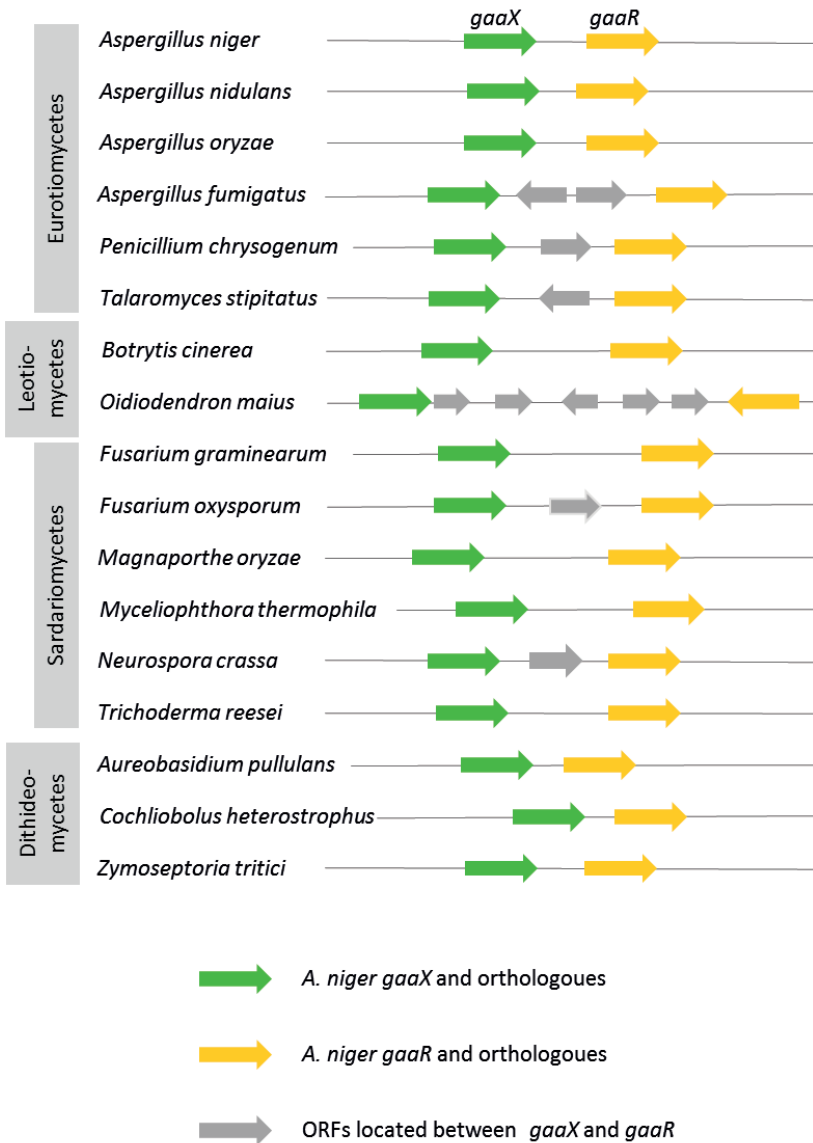 gaaX gaaR
Aspergillus niger
Aspergillus nidulans
Aspergillus oryzae
Aspergillus fumigatus
Penicillium chrysogenum
Talaromyces stipitatus
Eurotiomycetes
Botrytis cinerea
Oidiodendron maius
Leotio-
mycetes
Fusarium graminearum
Fusarium oxysporum
Magnaporthe oryzae
Myceliophthora thermophila
Neurospora crassa
Trichoderma reesei
Sardariomycetes
Aureobasidium pullulans
Cochliobolus heterostrophus
Zymoseptoria tritici
Dithideo-
mycetes
A. niger gaaX and orthologoues
A. niger gaaR and orthologoues
ORFs located between gaaX and gaaR